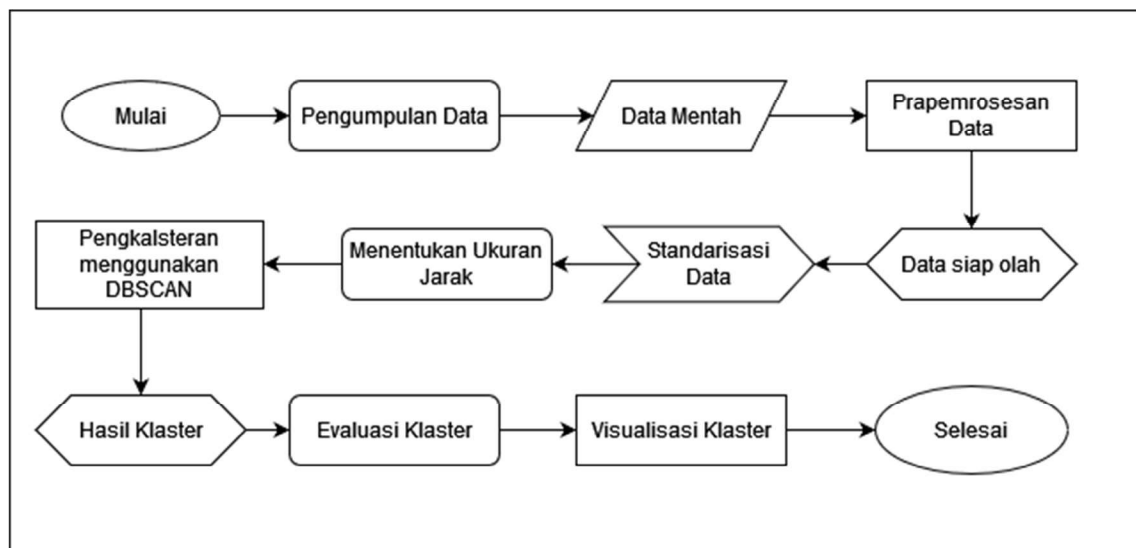 Mulai
Pengumpulan Data
Data Mentah
Prapemrosesan
Data
Data siap olah
Standarisasi
Data
Menentukan Ukuran
Jarak
Pengkalsteran
menggunakan
DBSCAN
Hasil Klaster
Evaluasi Klaster
Visualisasi Klaster
Selesai